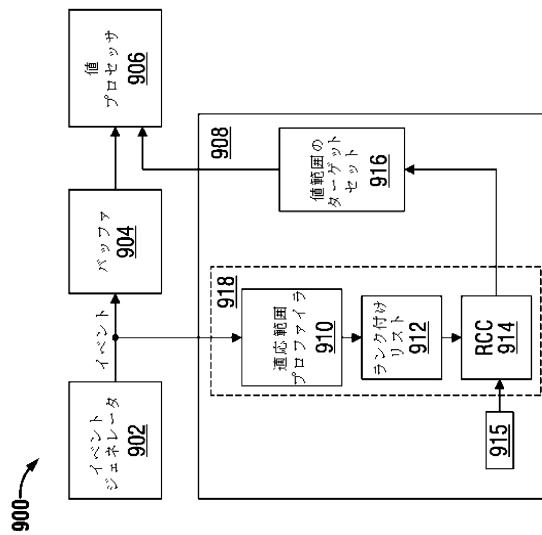 900
イベント
ジェネレータ
902
イベント
バッファ
904
値
プロセッサ
906
908
918
適応範囲
プロファイラ
910
ランク付け
リスト
912
RCC
914
915
値範囲の
ターゲット
セット
916